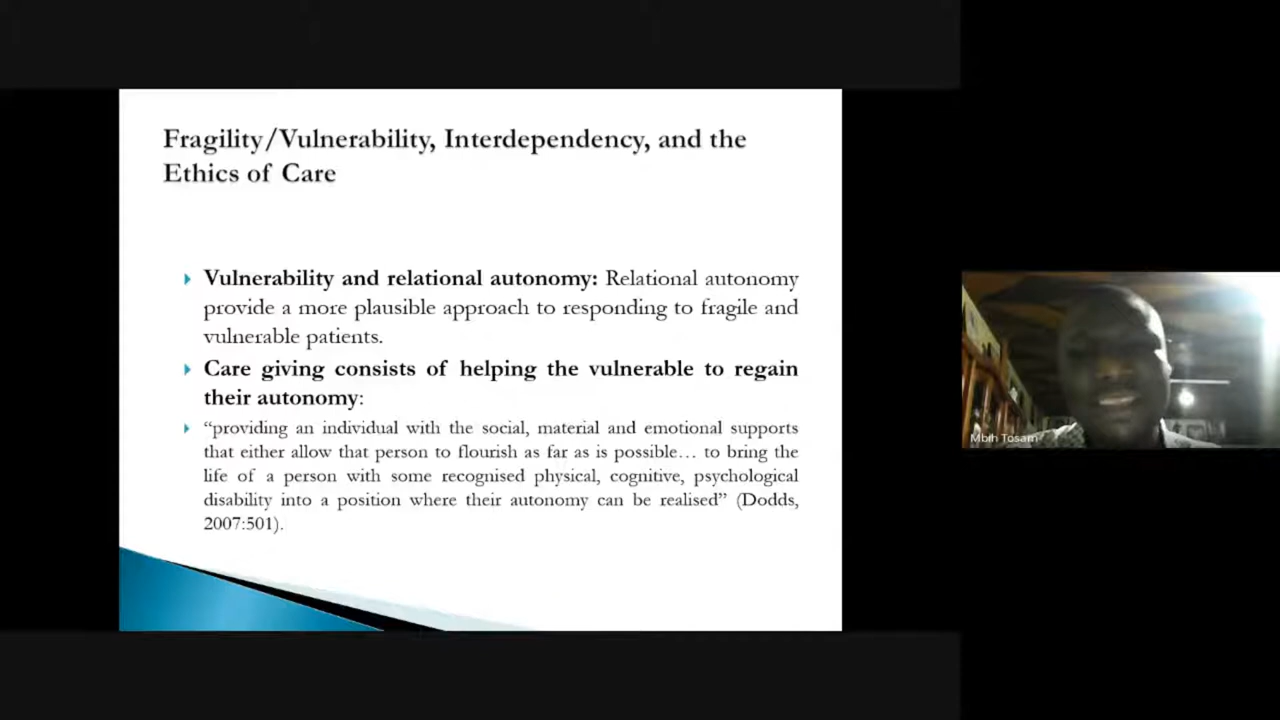 Fragility/Vulnerability, Interdependency, and the
Ethics of Care
Vulnerability and relational autonomy: Relational autonomy
provide a more plausible approach to responding to fragile and
vulnerable patients.
Care giving consists of helping the vulnerable to regain
their autonomy:
“providing an individual with the social, material and emotional supports
that either allow that person to flourish as far as is possible… to bring the
life of a person with some recognised physical, cognitive, psychological
disability into a position where their autonomy can be realised” (Dodds,
2007:501).
Mbih Tosam